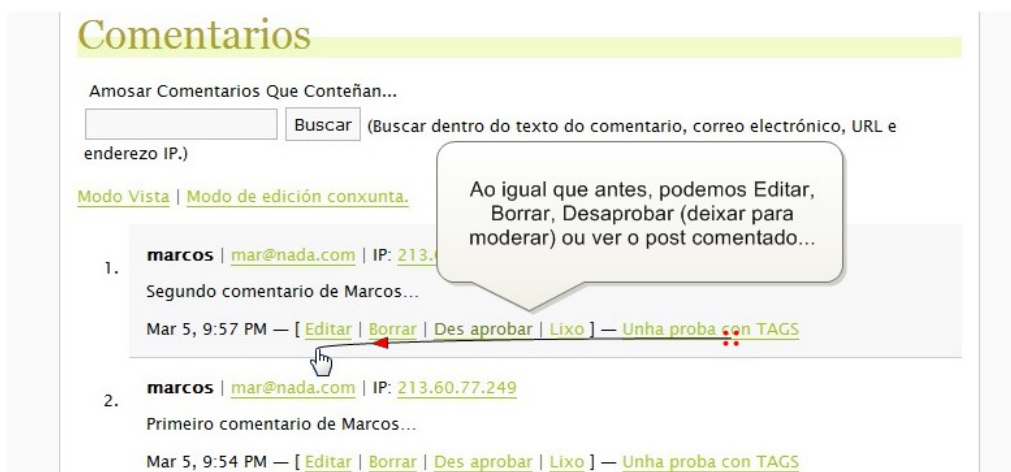 Comentarios
Amosar Comentarios Que Conteñan...
Buscar (Buscar dentro do texto do comentario, correo electrónico, URL e
enderezo IP.)
Modo Vista | Modo de edición conxunta.
Ao igual que antes, podemos Editar,
Borrar, Desaprobar (deixar para
moderar) ou ver o post comentado...
1. marcos | mar@nada.com | IP: 213.
Segundo comentario de Marcos...
Mar 5, 9:57 PM — [ Editar | Borrar | Des aprobar | Lixo ] — Unha proba con TAGS
2. marcos | mar@nada.com | IP: 213.60.77.249
Primeiro comentario de Marcos...
Mar 5, 9:54 PM — [ Editar | Borrar | Des aprobar | Lixo ] — Unha proba con TAGS